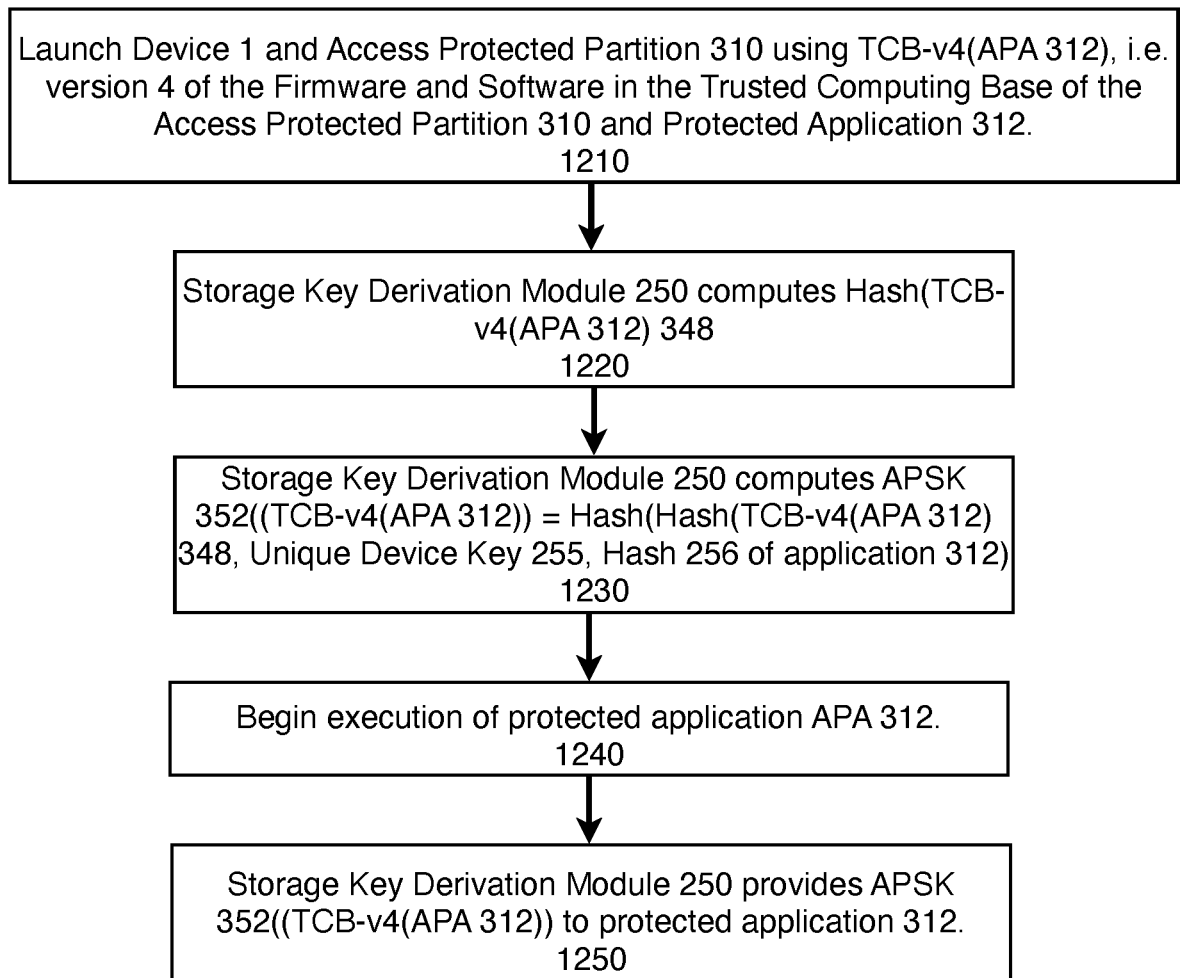 Launch Device 1 and Access Protected Partition 310 using TCB-v4(APA 312), i.e.
version 4 of the Firmware and Software in the Trusted Computing Base of the
Access Protected Partition 310 and Protected Application 312.
1210
Storage Key Derivation Module 250 computes Hash(TCB-
v4(APA 312) 348
1220
Storage Key Derivation Module 250 computes APSK
352((TCB-v4(APA 312)) = Hash(Hash(TCB-v4(APA 312)
348, Unique Device Key 255, Hash 256 of application 312)
1230
Begin execution of protected application APA 312.
1240
Storage Key Derivation Module 250 provides APSK
352((TCB-v4(APA 312)) to protected application 312.
1250